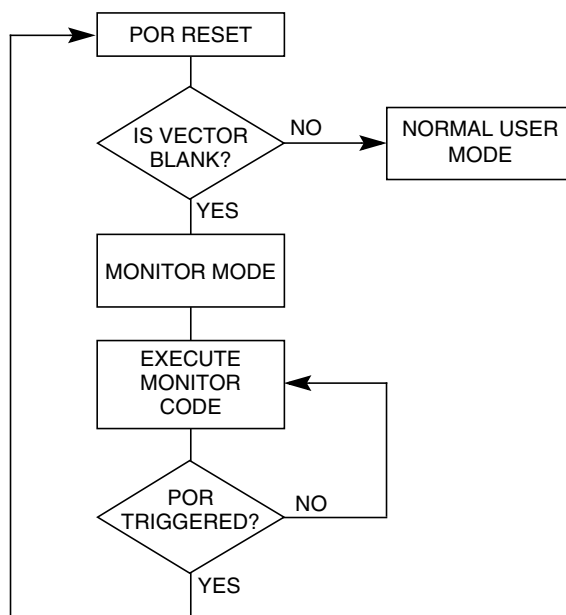 POR RESET
IS VECTOR
BLANK?
NO
NORMAL USER
MODE
YES
MONITOR MODE
EXECUTE
MONITOR
CODE
POR
TRIGGERED?
NO
YES